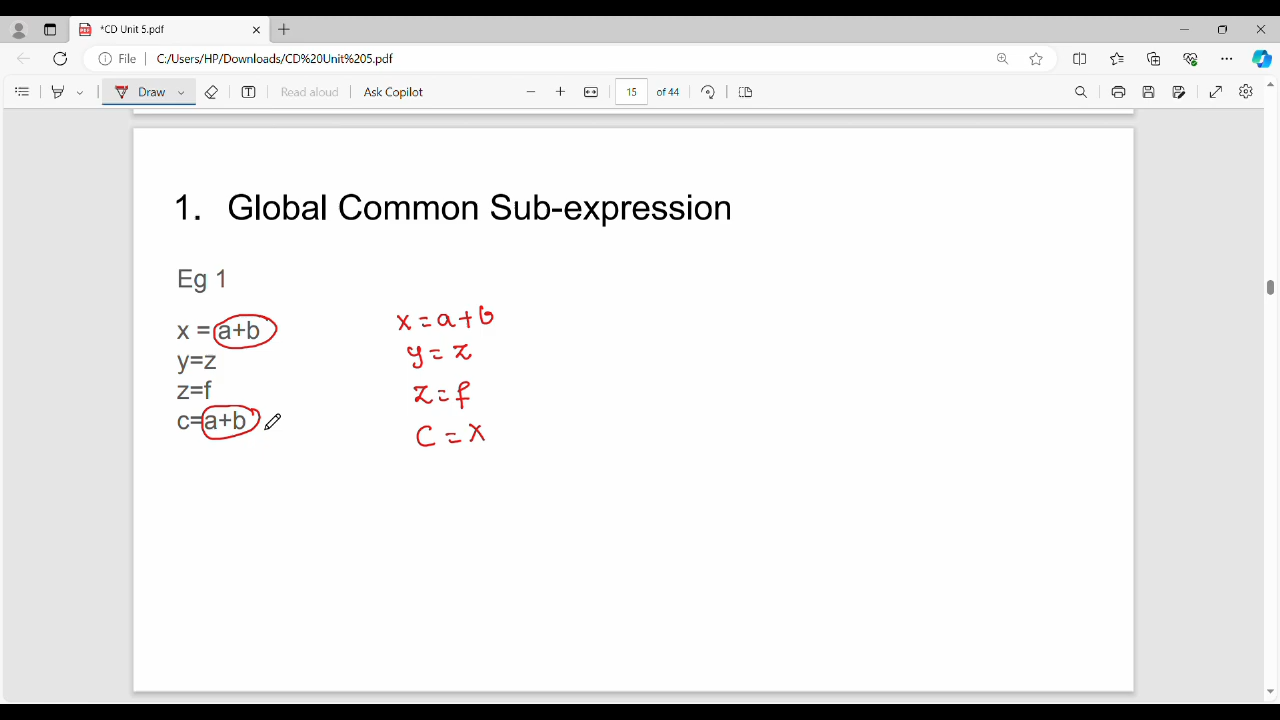 *CD Unit 5.pdf
File C:/Users/HP/Downloads/CD%20Unit%205.pdf
Draw Read aloud Ask Copilot 15 of 44
1. Global Common Sub-expression
Eg 1
x = a+b
y=z
z=f
c=a+b
x = a + b
y = z
z = f
C = X